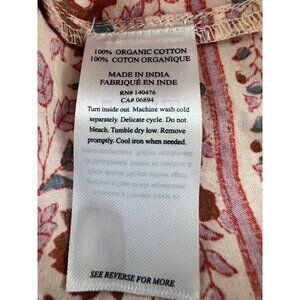 100% ORGANIC COTTON
100% COTON ORGANIQUE
MADE IN INDIA
FABRIQUÉ EN INDE
RN# 140476
CA# 06894
Turn inside out. Machine wash cold
separately. Delicate cycle. Do not
bleach. Tumble dry low. Remove
promptly. Cool iron when needed.
SEE REVERSE FOR MORE